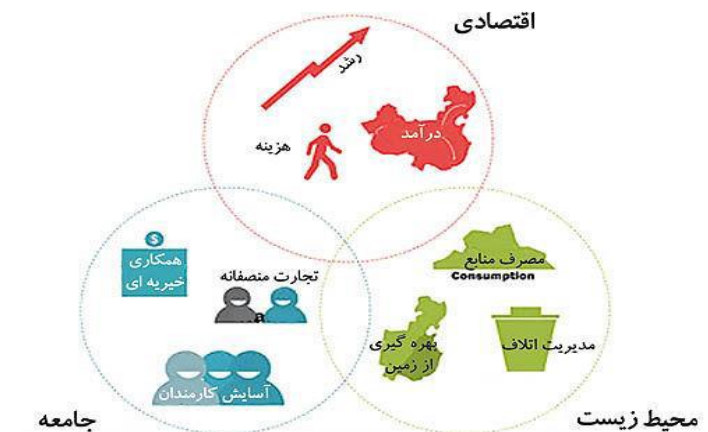 اقتصادی
رشد
درآمد
هزینه
$
همکاری
خیریه ای
تجارت منصفانه
a
آسایش کارمندان
جامعه
مصرف منابع
Consumption
بهره گیری
از زمین
مدیریت اتلاف
محیط زیست